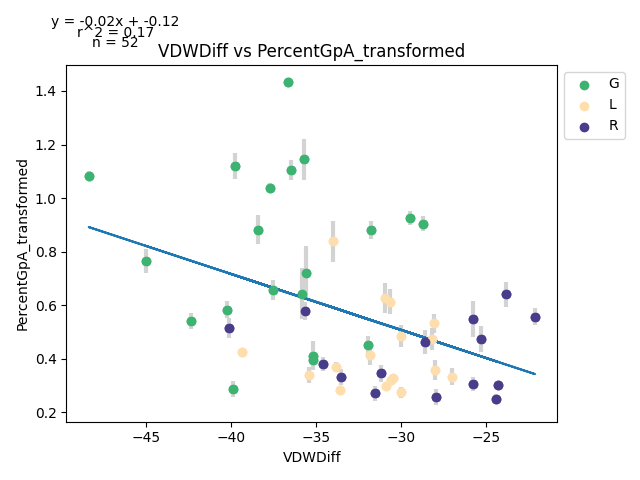 y = -0.02x + -0.12
r^2 = 0.17
n = 52
VDWDiff vs PercentGpA_transformed
G
L
R
PercentGpA_transformed
1.4
1.2
1.0
0.8
0.6
0.4
0.2
−45
−40
−35
−30
−25
VDWDiff